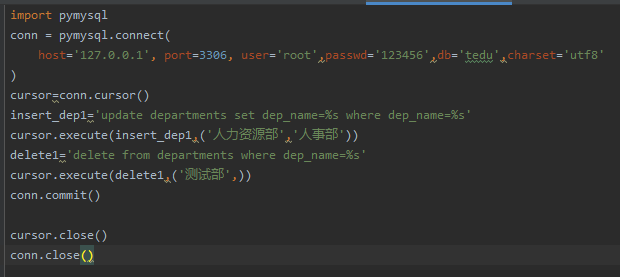 import pymysql
conn = pymysql.connect(
    host='127.0.0.1', port=3306, user='root',passwd='123456',db='tedu',charset='utf8'
)
cursor=conn.cursor()
insert_dep1='update departments set dep_name=%s where dep_name=%s'
cursor.execute(insert_dep1,('人力资源部','人事部'))
delete1='delete from departments where dep_name=%s'
cursor.execute(delete1,('测试部',))
conn.commit()
cursor.close()
conn.close()